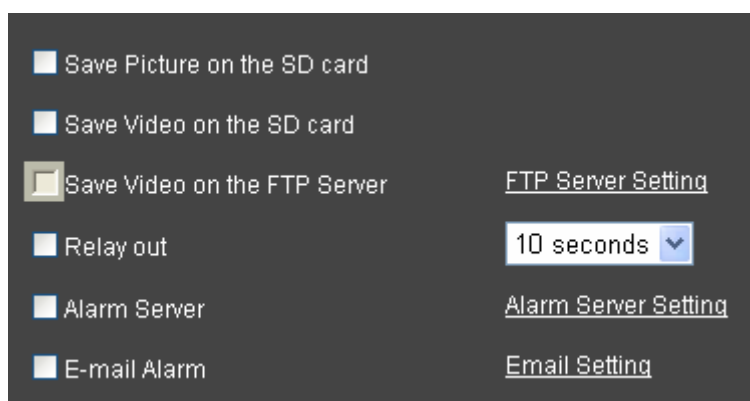 Save Picture on the SD card
Save Video on the SD card
Save Video on the FTP Server FTP Server Setting
Relay out 10 seconds
Alarm Server Alarm Server Setting
E-mail Alarm Email Setting